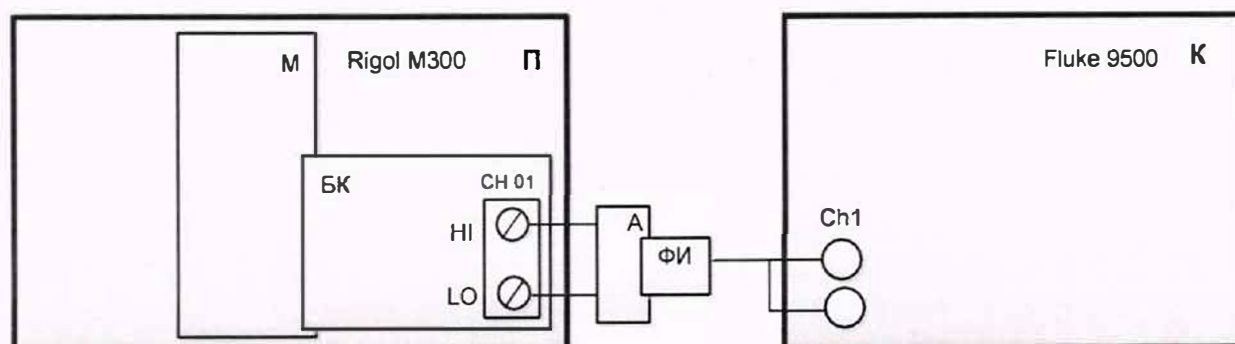 М
Rigol M300
П
Fluke 9500
К
БК
CH 01
HI
LO
А
ФИ
Ch1